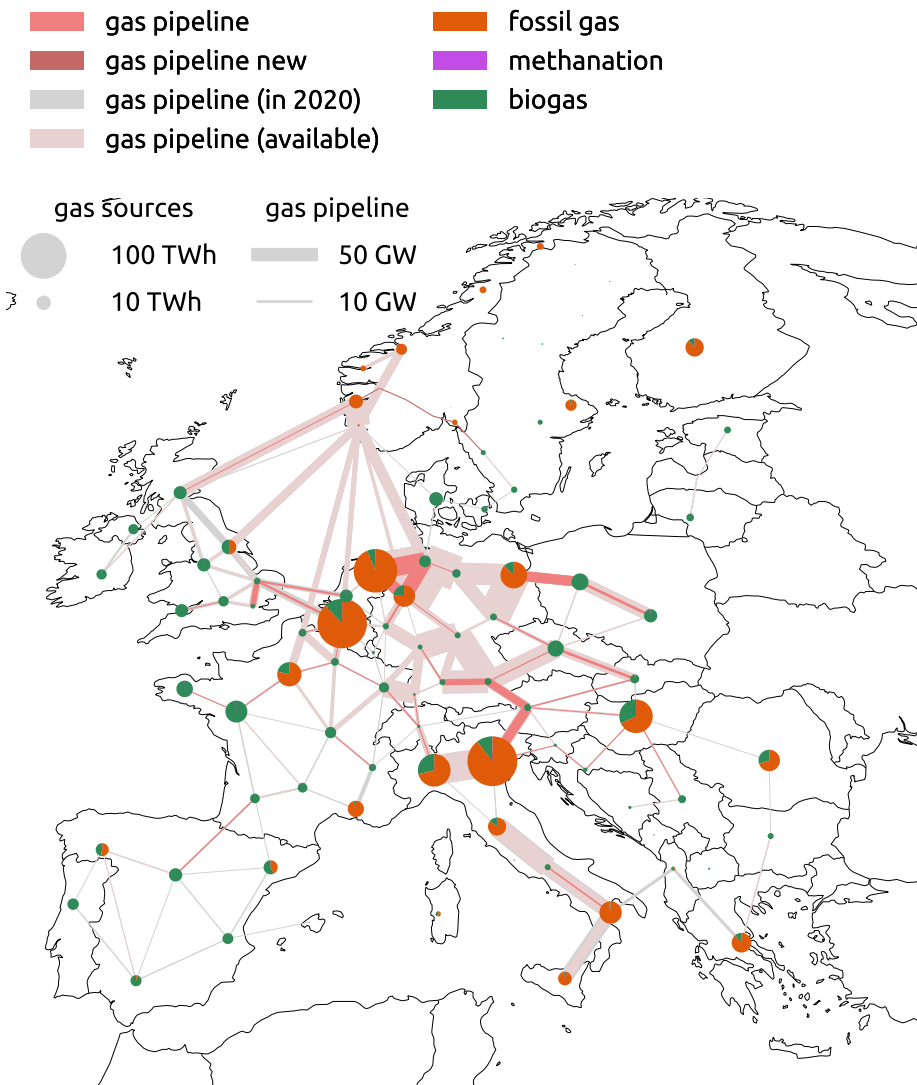 gas pipeline
gas pipeline new
gas pipeline (in 2020)
gas pipeline (available)
fossil gas
methanation
biogas
gas sources
100 TWh
10 TWh
gas pipeline
50 GW
10 GW